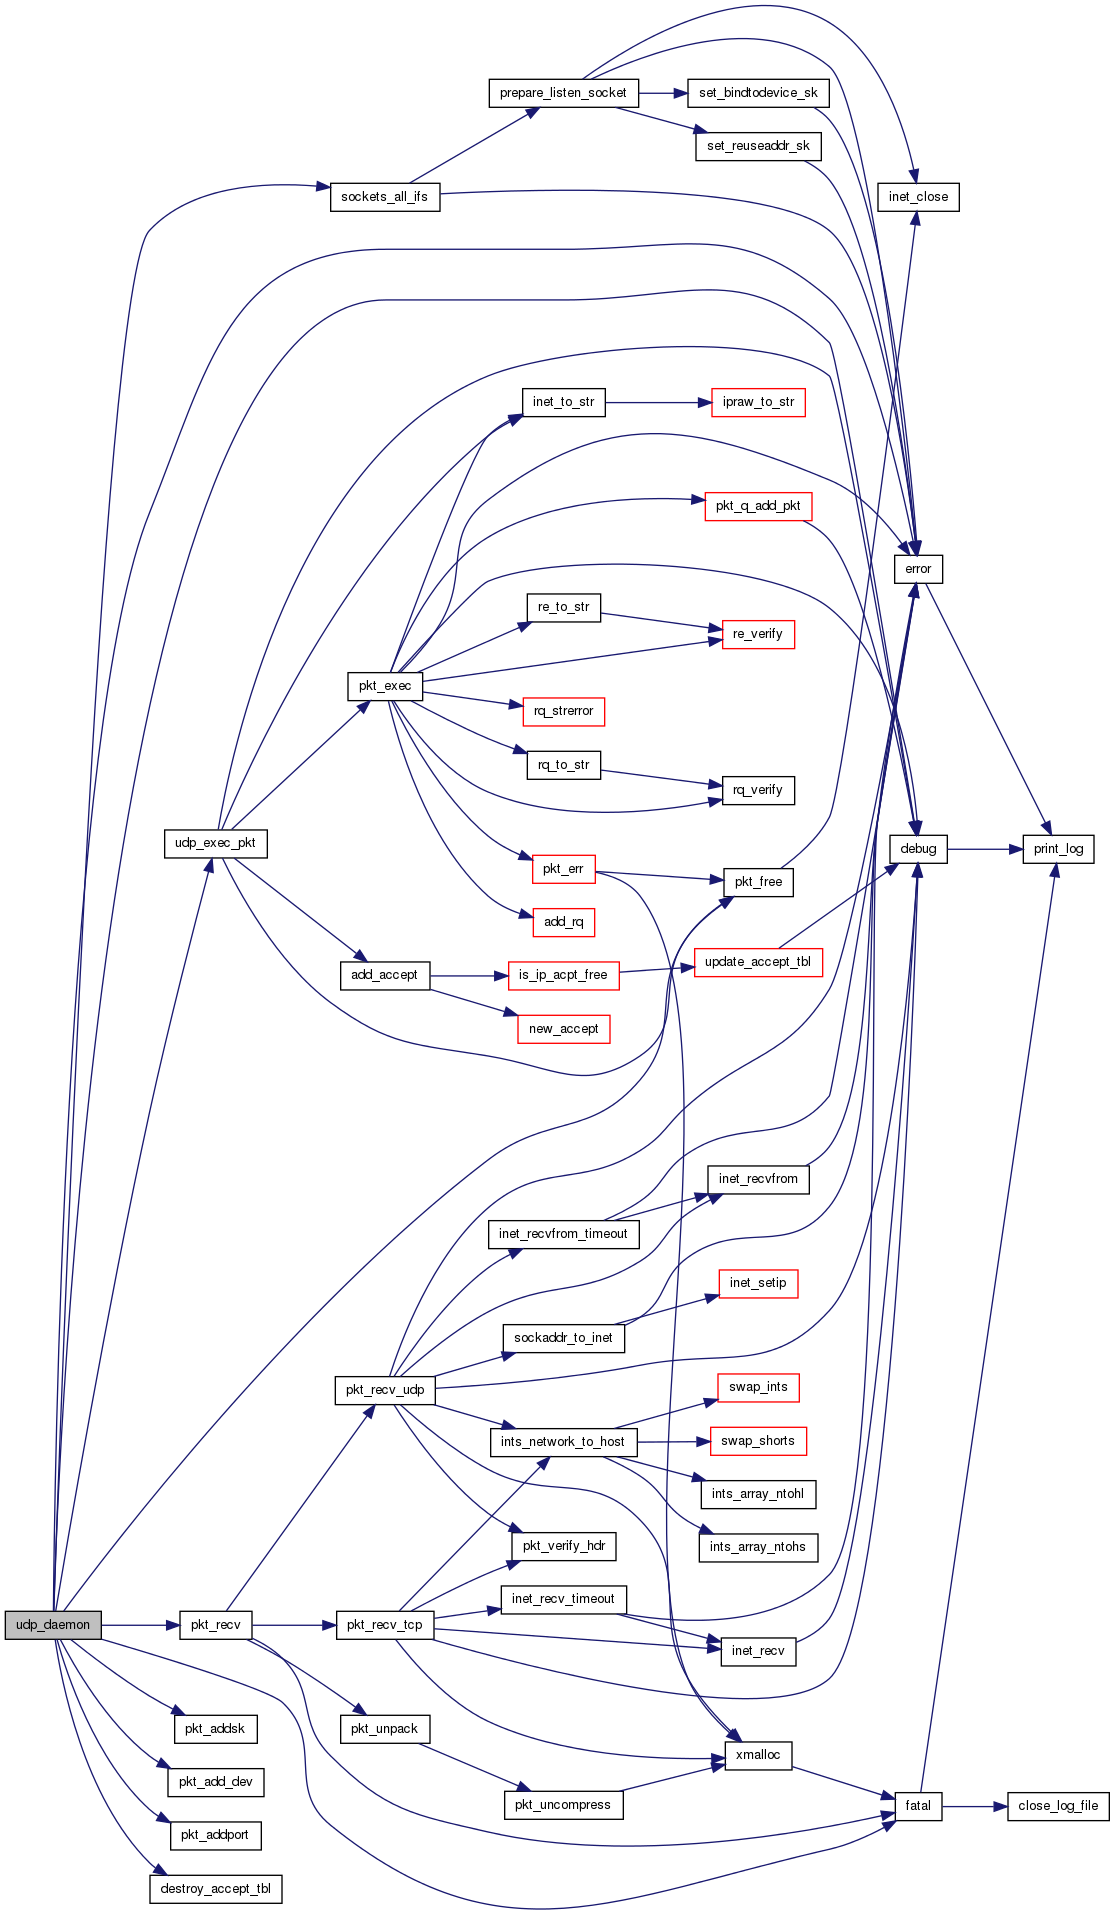 prepare_listen_socket
set_bindtodevice_sk
set_reuseaddr_sk
sockets_all_ifs
inet_close
inet_to_str
ipraw_to_str
pkt_q_add_pkt
error
re_to_str
re_verify
pkt_exec
rq_strerror
rq_to_str
rq_verify
udp_exec_pkt
debug
print_log
pkt_err
pkt_free
add_rq
update_accept_tbl
add_accept
is_ip_acpt_free
new_accept
inet_recvfrom
inet_recvfrom_timeout
inet_setip
sockaddr_to_inet
pkt_recv_udp
swap_ints
ints_network_to_host
swap_shorts
ints_array_ntohl
pkt_verify_hdr
ints_array_ntohs
inet_recv_timeout
udp_daemon
pkt_recv
pkt_recv_tcp
inet_recv
pkt_addsk
pkt_unpack
xmalloc
pkt_add_dev
pkt_uncompress
fatal
close_log_file
pkt_addport
destroy_accept_tbl